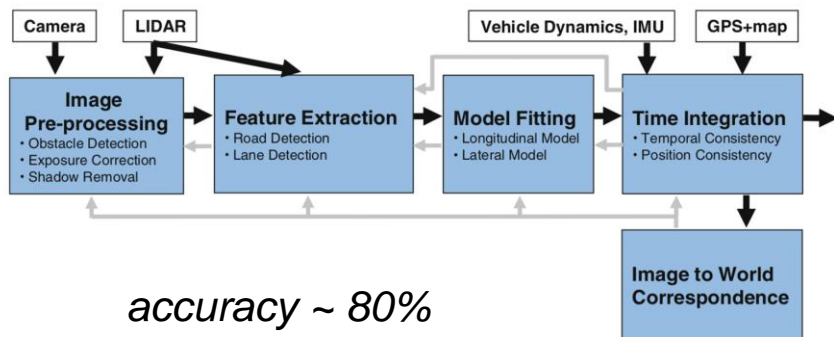 Camera
LIDAR
Vehicle Dynamics, IMU
GPS+map
Image
Pre-processing
• Obstacle Detection
• Exposure Correction
• Shadow Removal
Feature Extraction
• Road Detection
• Lane Detection
Model Fitting
• Longitudinal Model
• Lateral Model
Time Integration
• Temporal Consistency
• Position Consistency
Image to World
Correspondence
accuracy ~ 80%